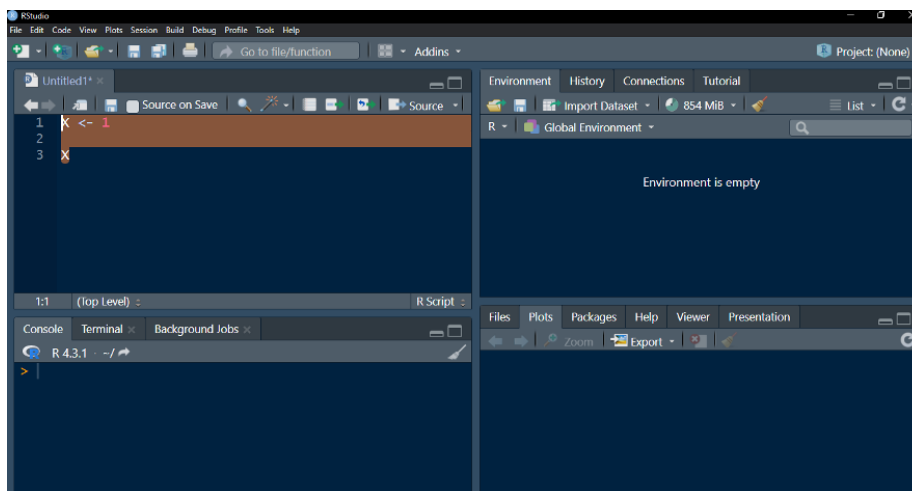 RStudio
File Edit Code View Plots Session Build Debug Profile Tools Help
Go to file/function Addins Project: (None)
Untitled1*
Source on Save Source
1 X <- 1
2
3 X
1:1 (Top Level) R Script
Console Terminal Background Jobs
R 4.3.1 · ~/
>
Environment History Connections Tutorial
Import Dataset 854 MiB List
R Global Environment
Environment is empty
Files Plots Packages Help Viewer Presentation
Zoom Export